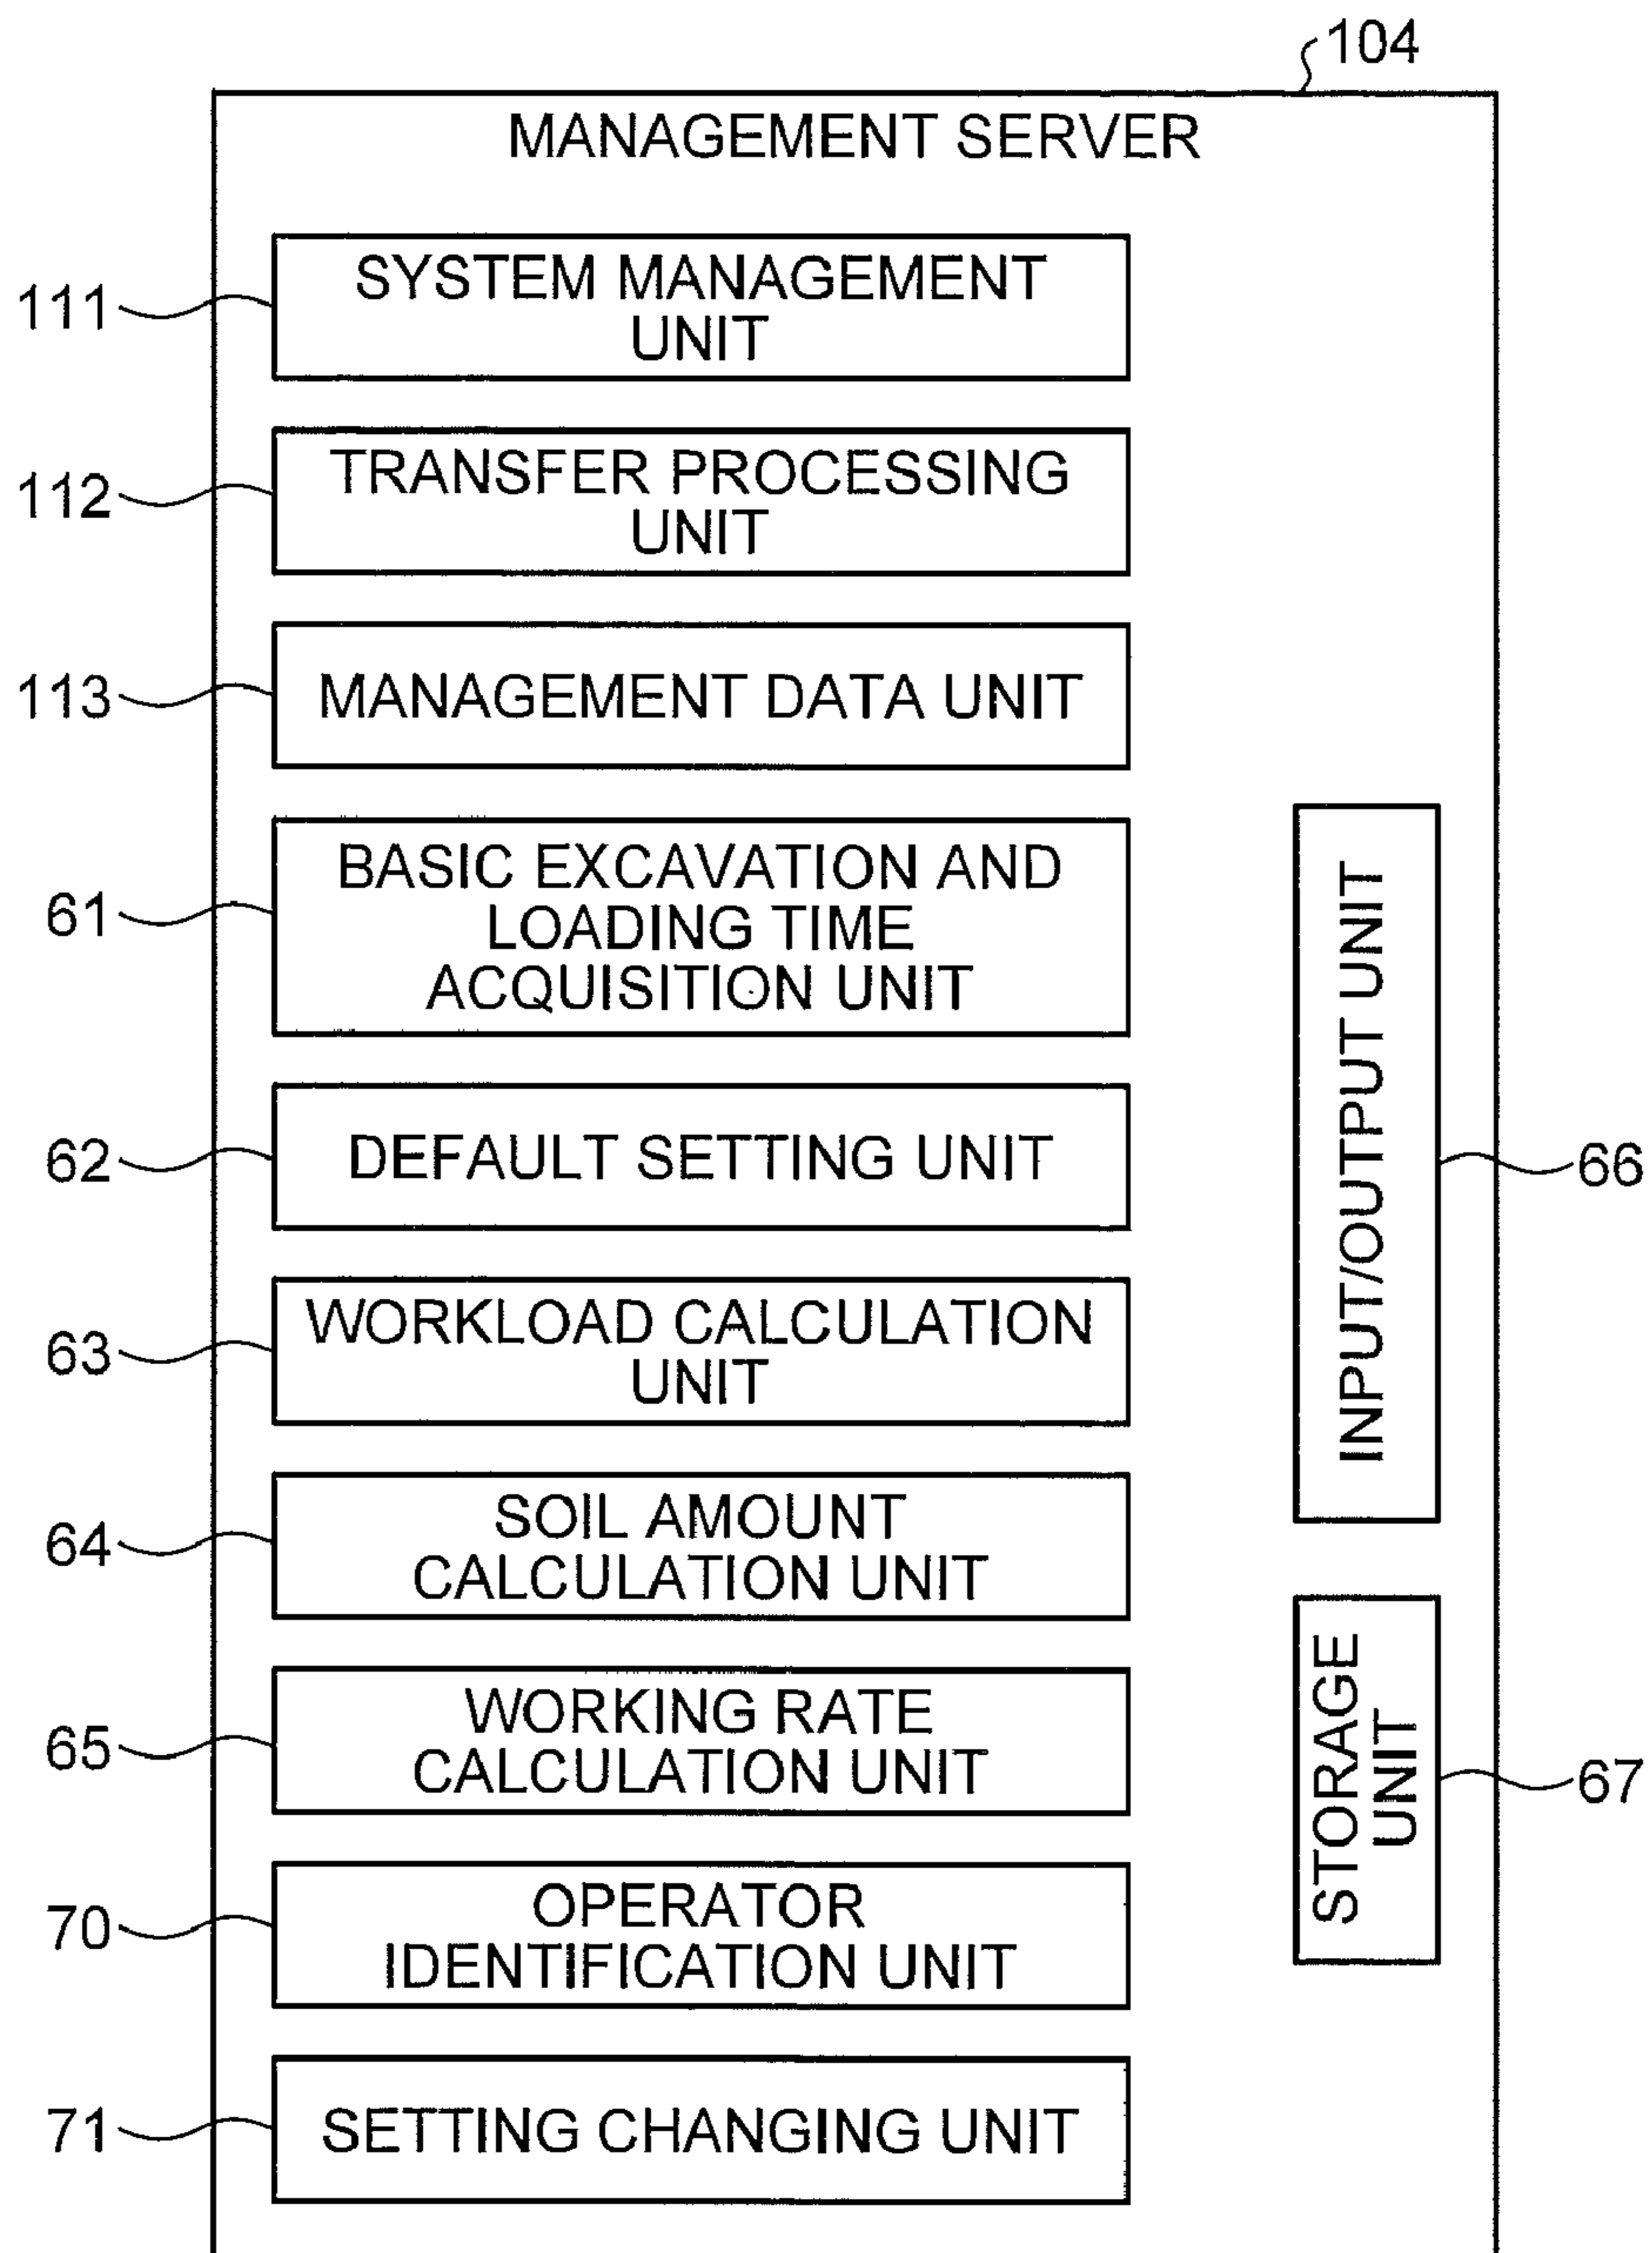 104
MANAGEMENT SERVER
111
SYSTEM MANAGEMENT
UNIT
112
TRANSFER PROCESSING
UNIT
113
MANAGEMENT DATA UNIT
61
BASIC EXCAVATION AND
LOADING TIME
ACQUISITION UNIT
62
DEFAULT SETTING UNIT
63
WORKLOAD CALCULATION
UNIT
64
SOIL AMOUNT
CALCULATION UNIT
65
WORKING RATE
CALCULATION UNIT
70
OPERATOR
IDENTIFICATION UNIT
71
SETTING CHANGING UNIT
INPUT/OUTPUT UNIT
66
STORAGE
UNIT
67